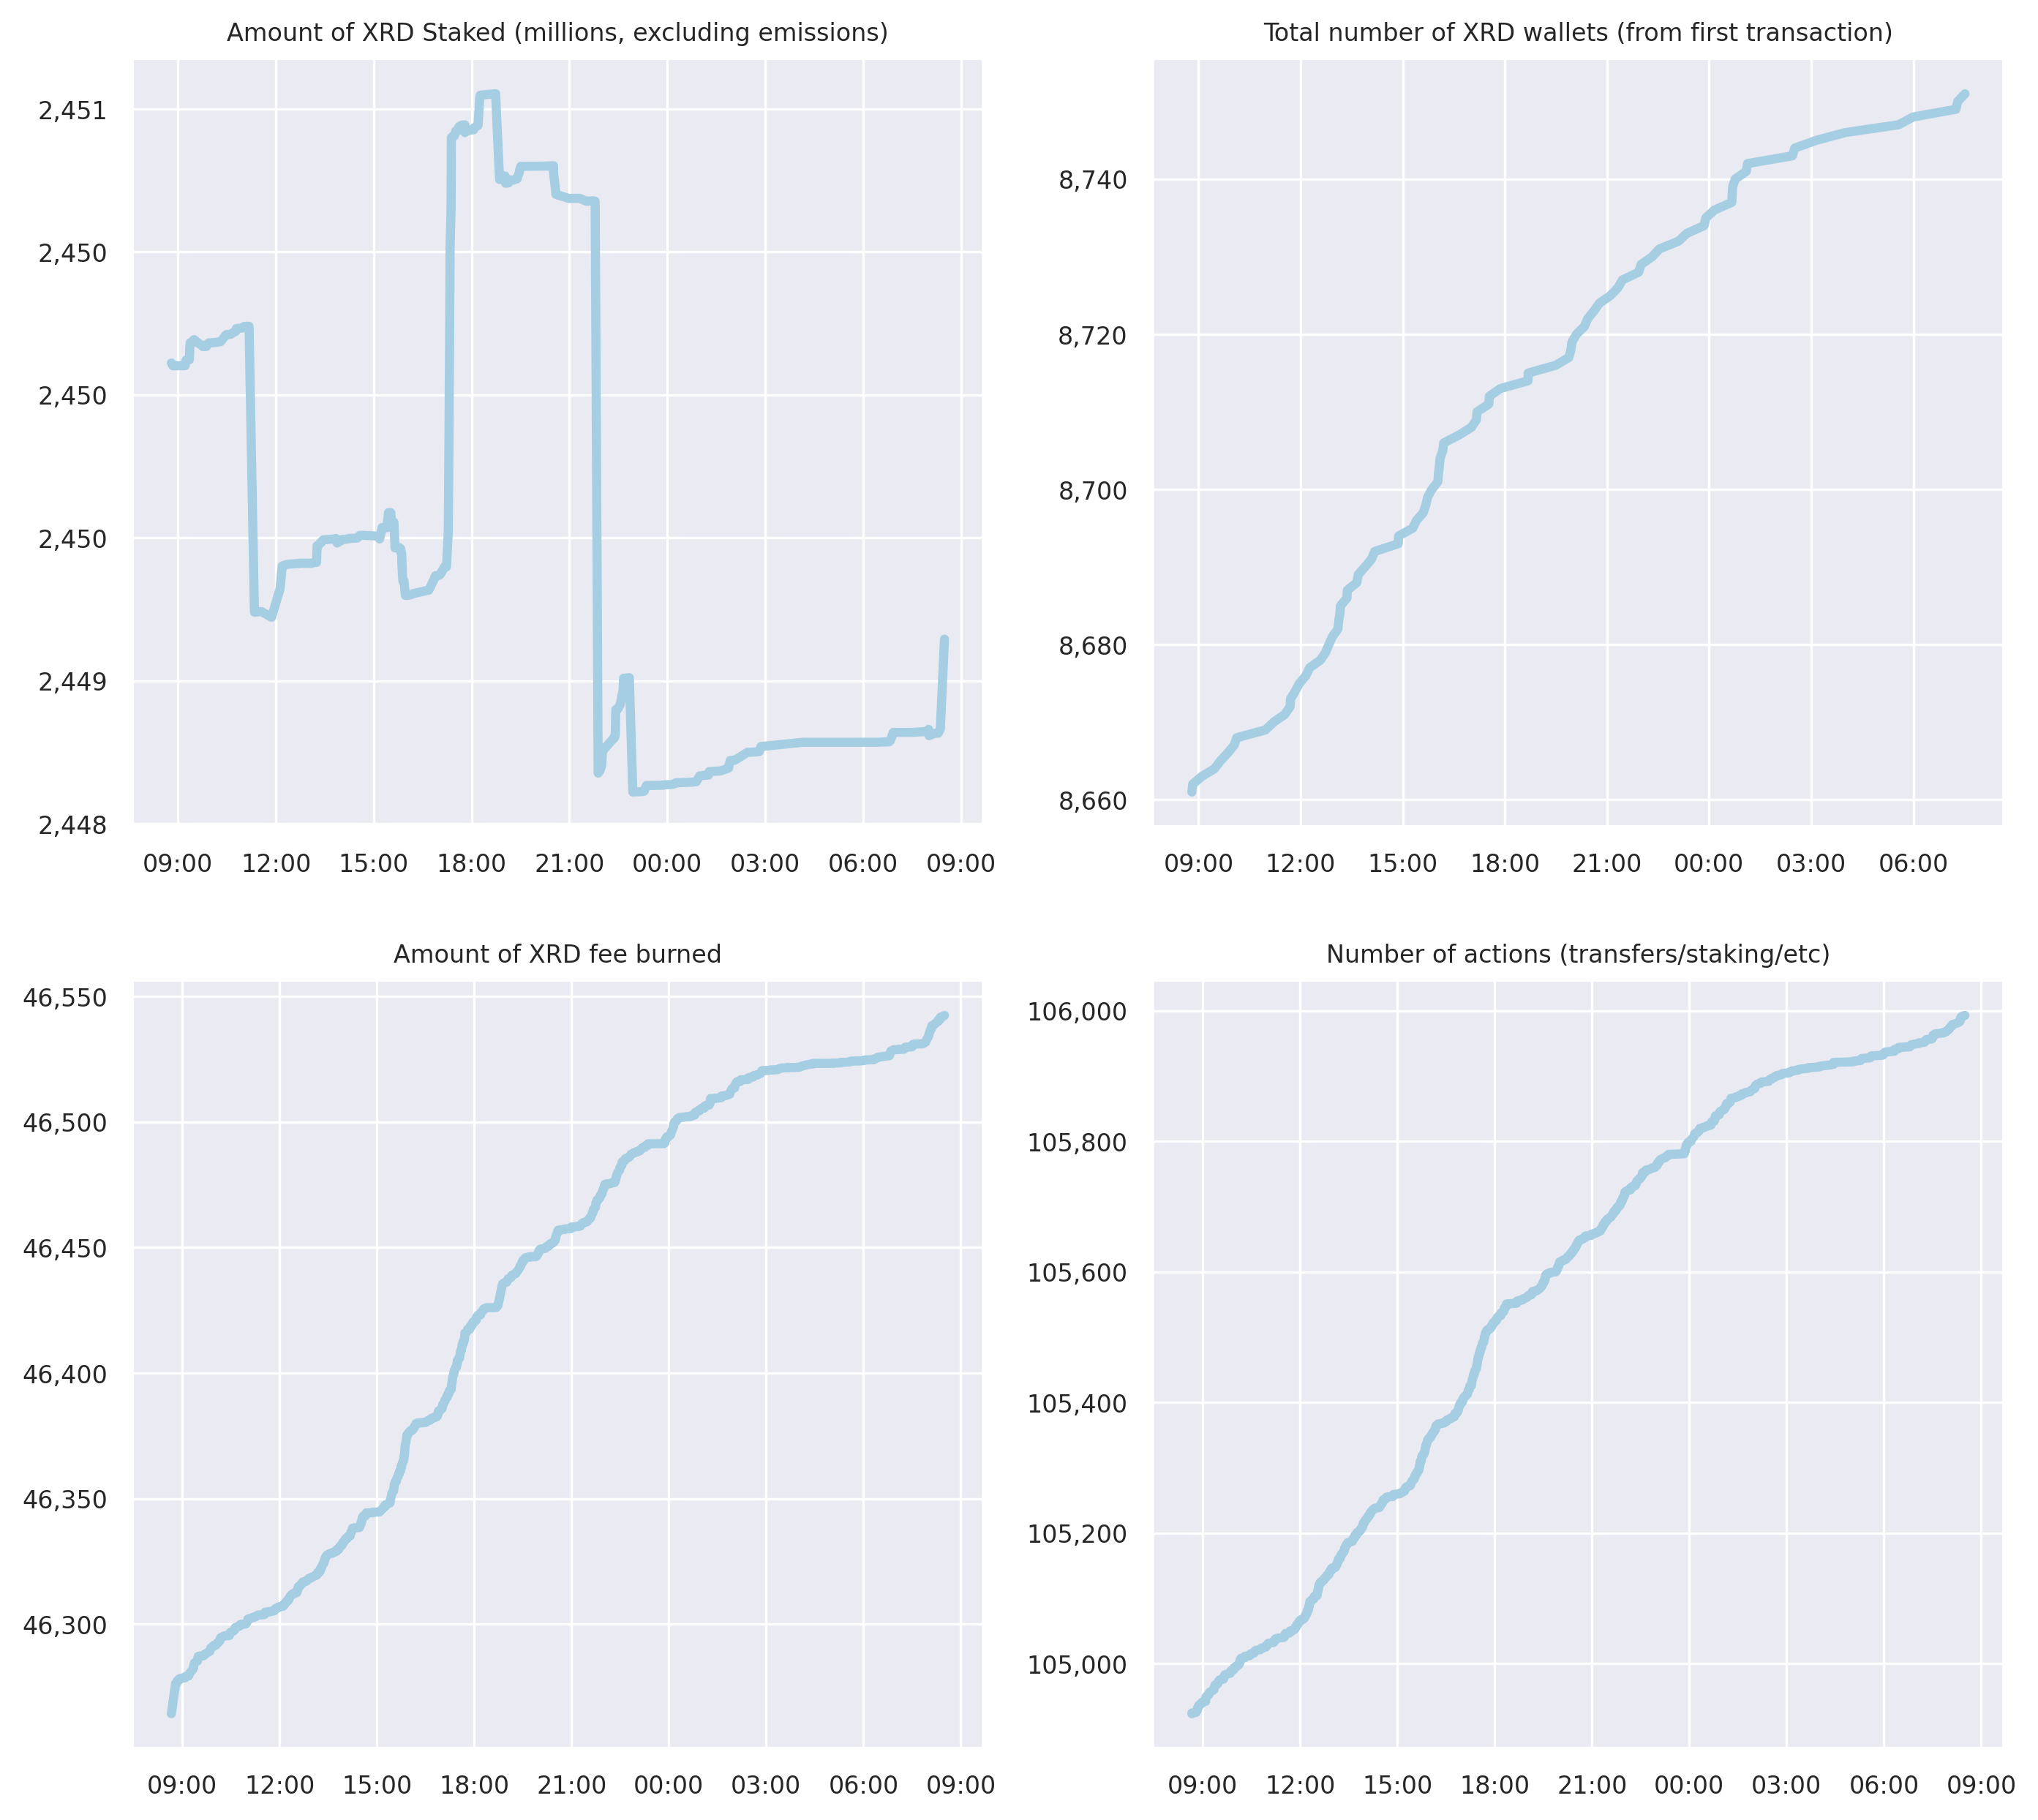 Amount of XRD Staked (millions, excluding emissions)
2,451
2,450
2,450
2,450
2,449
2,448
09:00 12:00 15:00 18:00 21:00 00:00 03:00 06:00 09:00
Total number of XRD wallets (from first transaction)
8,740
8,720
8,700
8,680
8,660
09:00 12:00 15:00 18:00 21:00 00:00 03:00 06:00
Amount of XRD fee burned
46,550
46,500
46,450
46,400
46,350
46,300
09:00 12:00 15:00 18:00 21:00 00:00 03:00 06:00 09:00
Number of actions (transfers/staking/etc)
106,000
105,800
105,600
105,400
105,200
105,000
09:00 12:00 15:00 18:00 21:00 00:00 03:00 06:00 09:00